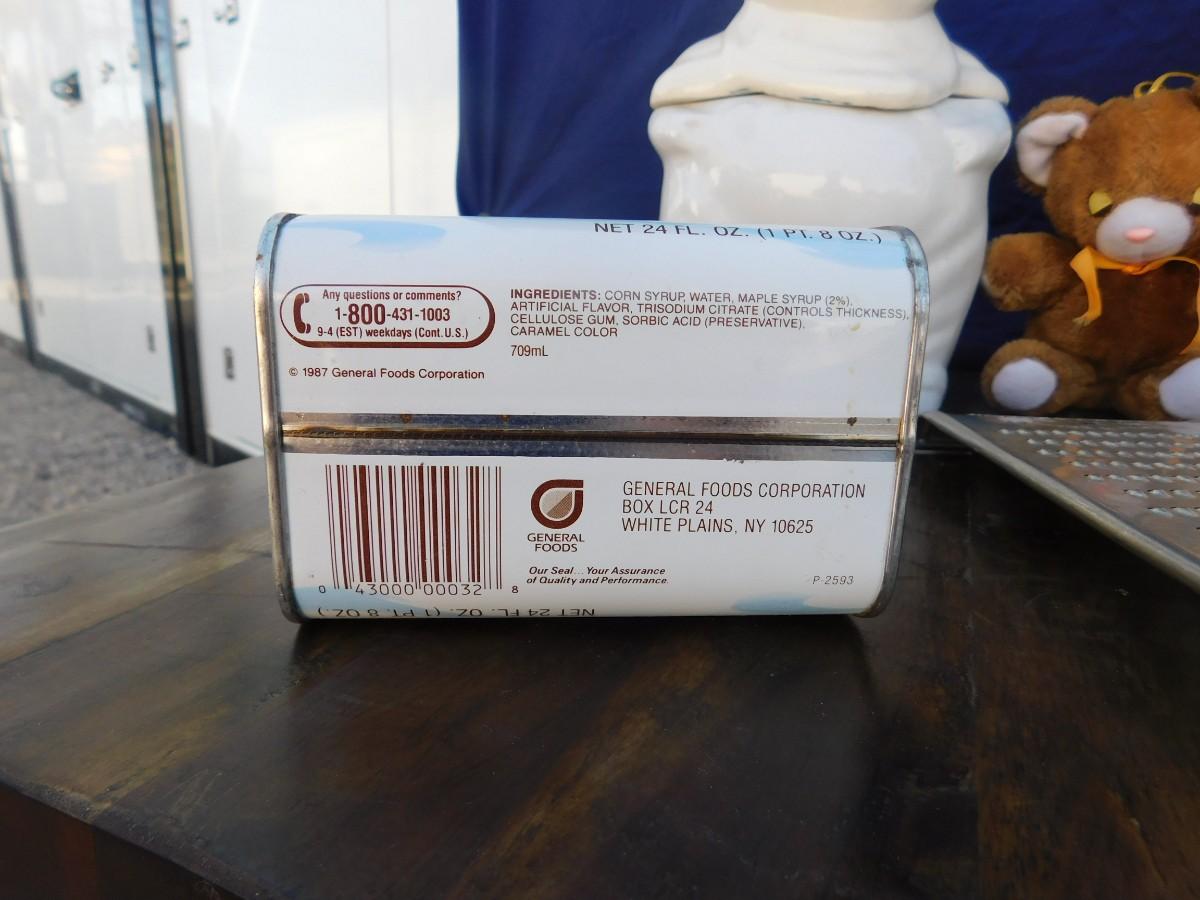 NET 24 FL. OZ. (1 PT. 8 OZ.)
Any questions or comments?
1-800-431-1003
9-4 (EST) weekdays (Cont. U.S.)
© 1987 General Foods Corporation
INGREDIENTS: CORN SYRUP, WATER, MAPLE SYRUP (2%),
ARTIFICIAL FLAVOR, TRISODIUM CITRATE (CONTROLS THICKNESS),
CELLULOSE GUM, SORBIC ACID (PRESERVATIVE),
CARAMEL COLOR
709mL
0 43000 00032 8
GENERAL
FOODS
Our Seal... Your Assurance
of Quality and Performance.
GENERAL FOODS CORPORATION
BOX LCR 24
WHITE PLAINS, NY 10625
P-2593
NET 24 FL. OZ. (1 PT. 8 OZ.)